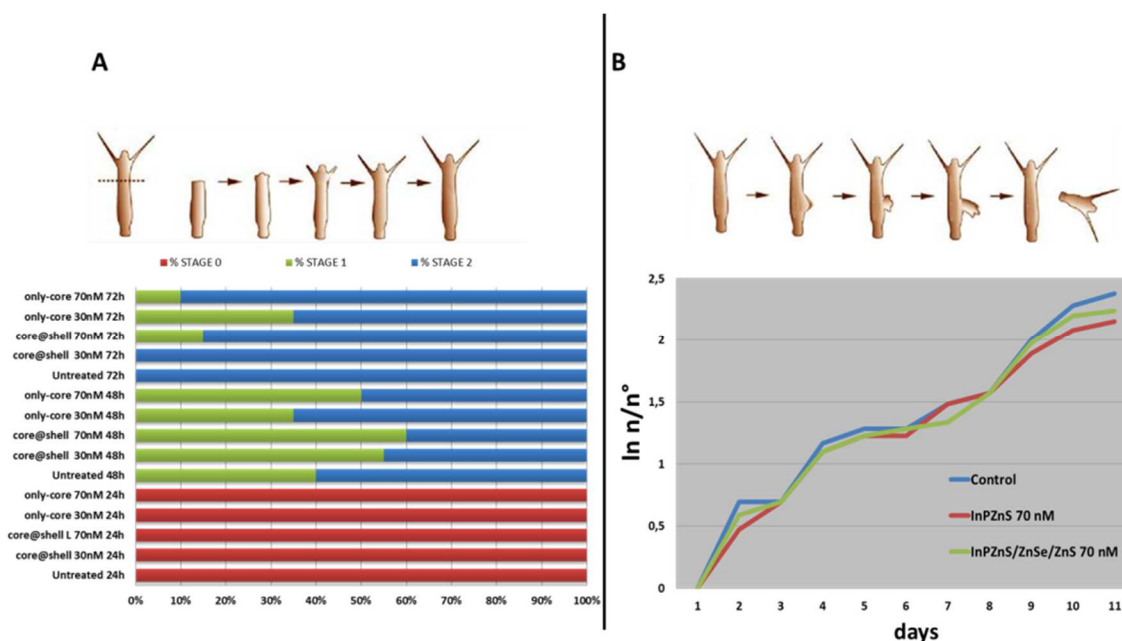 A
% STAGE 0 % STAGE 1 % STAGE 2
only-core 70nM 72h
only-core 30nM 72h
core@shell 70nM 72h
core@shell 30nM 72h
Untreated 72h
only-core 70nM 48h
only-core 30nM 48h
core@shell 70nM 48h
core@shell 30nM 48h
Untreated 48h
only-core 70nM 24h
only-core 30nM 24h
core@shell L 70nM 24h
core@shell 30nM 24h
Untreated 24h
0% 10% 20% 30% 40% 50% 60% 70% 80% 90% 100%
B
ln n/n°
2,5
2
1,5
1
0,5
0
Control
InPZnS 70 nM
InPZnS/ZnSe/ZnS 70 nM
1 2 3 4 5 6 7 8 9 10 11
days